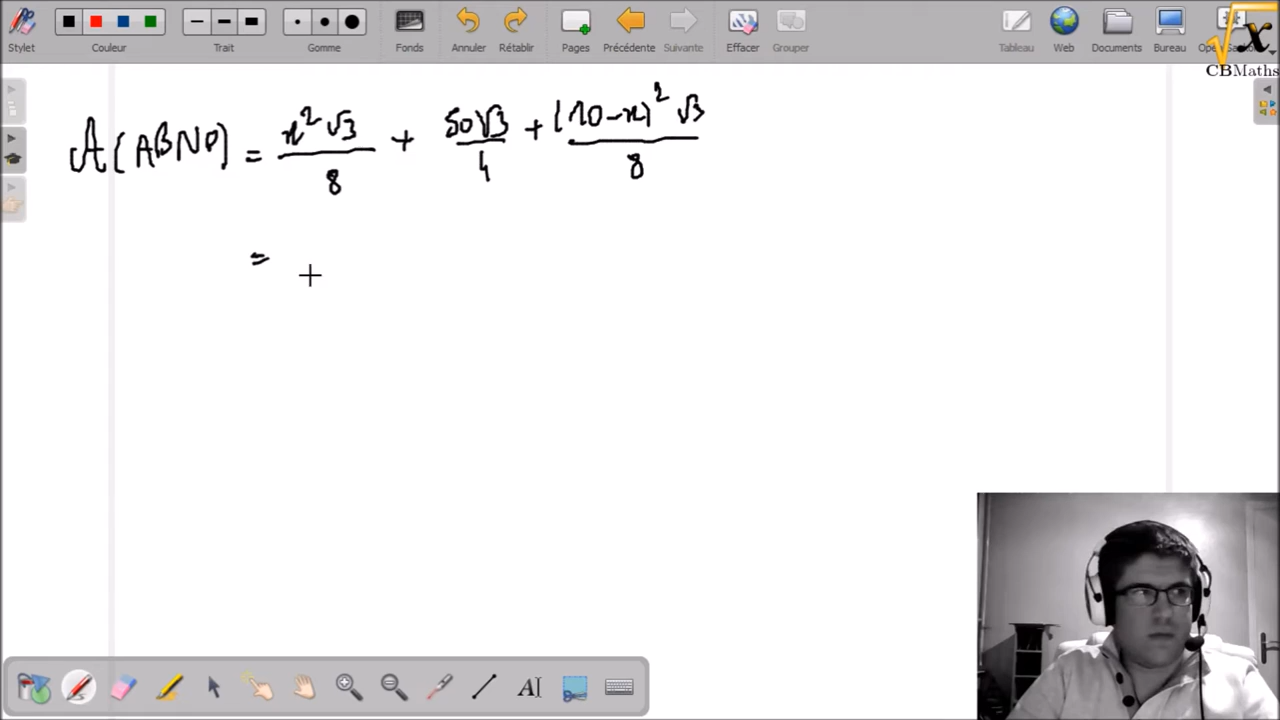 Stylet Couleur Trait Gomme Fonds Annuler Rétablir Pages Précédente Suivante Effacer Grouper Tableau Web Documents Bureau
x
CBMaths
𝒜(ABNP) = x²√3/8 + 50√3/4 + (10-x)²√3/8
=
AI